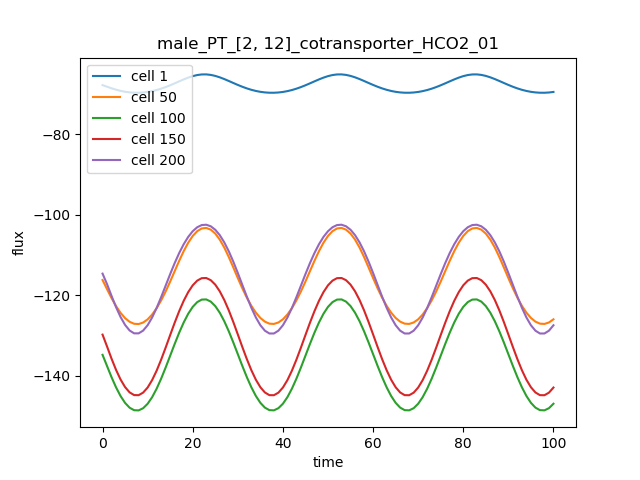 male_PT_[2, 12]_cotransporter_HCO2_01
cell 1
cell 50
cell 100
cell 150
cell 200
−80
−100
−120
−140
flux
0 20 40 60 80 100
time